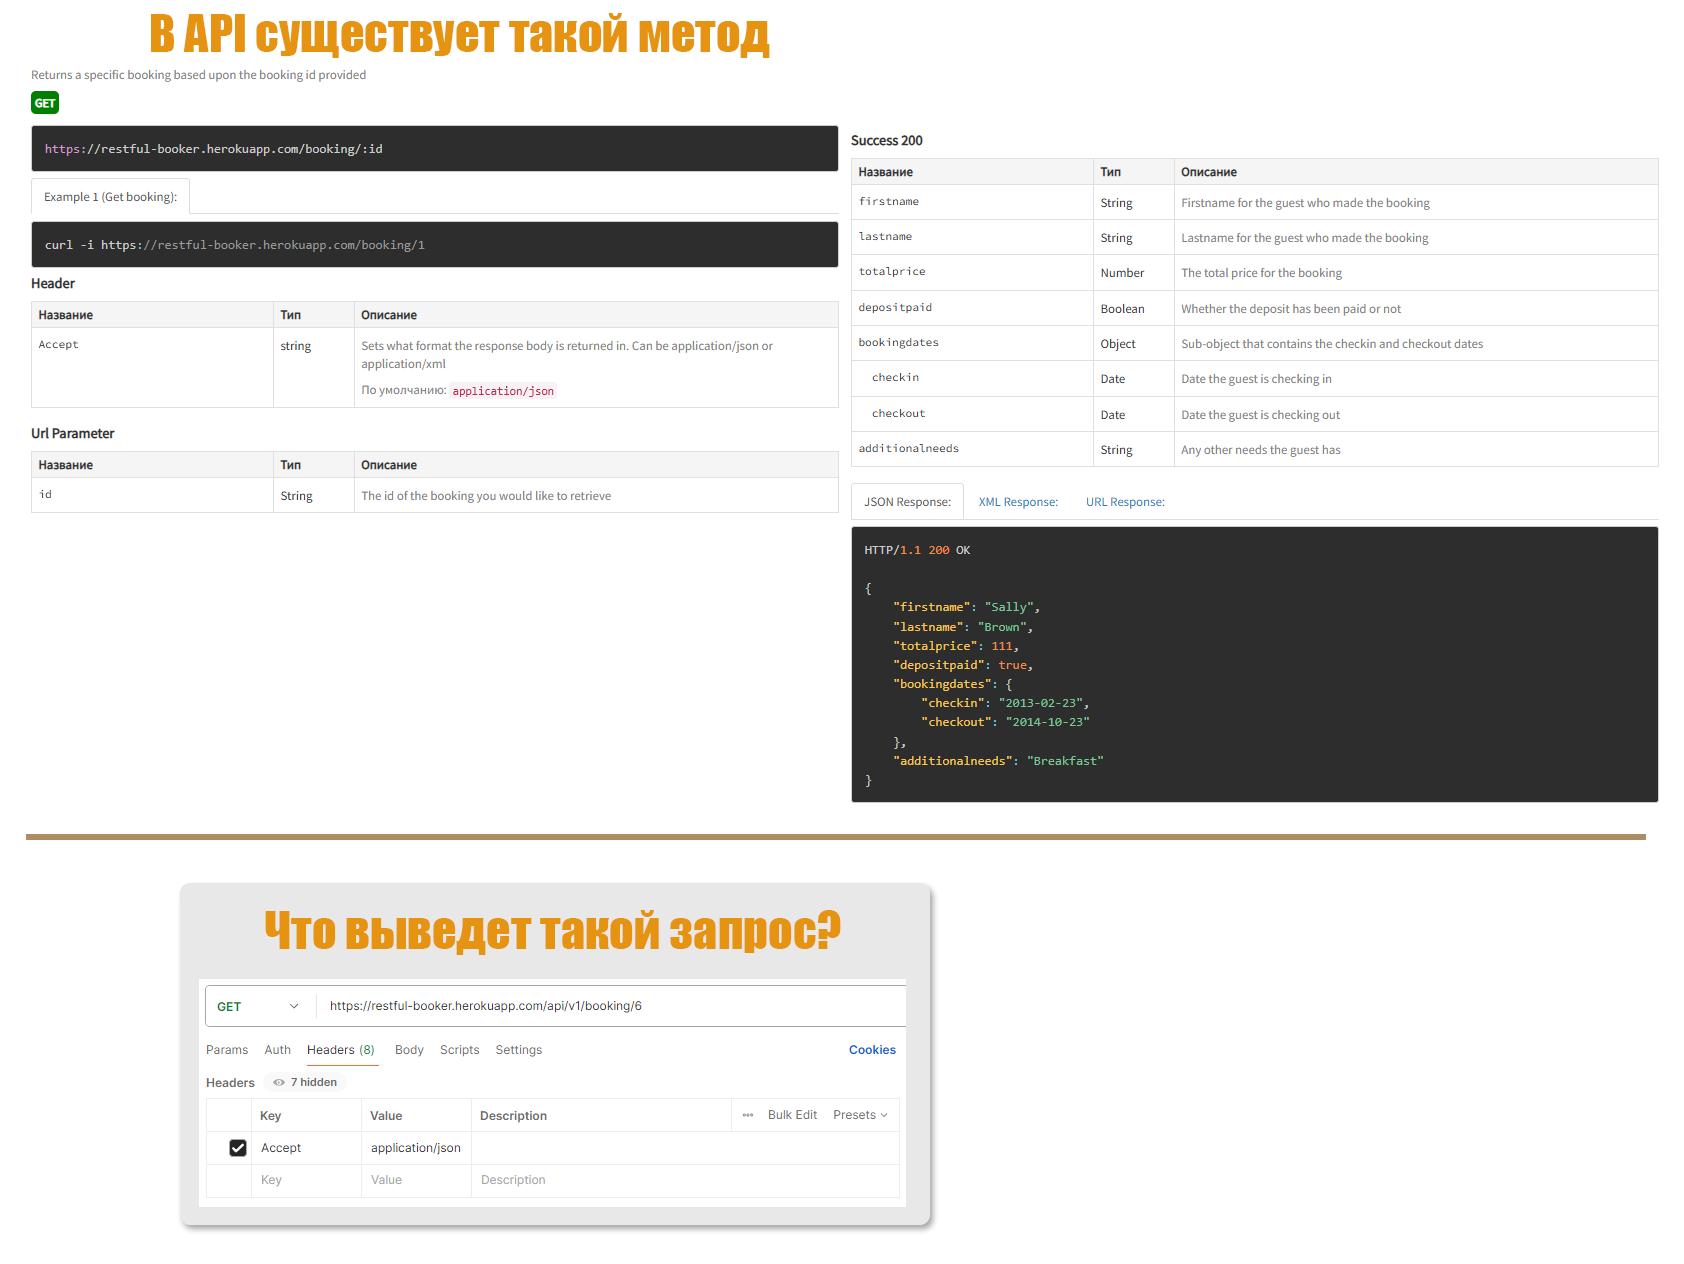 В API существует такой метод
Returns a specific booking based upon the booking id provided
GET
https://restful-booker.herokuapp.com/booking/:id
Example 1 (Get booking):
curl -i https://restful-booker.herokuapp.com/booking/1
Header
Название Тип Описание
Accept string Sets what format the response body is returned in. Can be application/json or
application/xml
По умолчанию: application/json
Url Parameter
Название Тип Описание
id String The id of the booking you would like to retrieve
Success 200
Название Тип Описание
firstname String Firstname for the guest who made the booking
lastname String Lastname for the guest who made the booking
totalprice Number The total price for the booking
depositpaid Boolean Whether the deposit has been paid or not
bookingdates Object Sub-object that contains the checkin and checkout dates
checkin Date Date the guest is checking in
checkout Date Date the guest is checking out
additionalneeds String Any other needs the guest has
JSON Response: XML Response: URL Response:
HTTP/1.1 200 OK
{
"firstname": "Sally",
"lastname": "Brown",
"totalprice": 111,
"depositpaid": true,
"bookingdates": {
"checkin": "2013-02-23",
"checkout": "2014-10-23"
},
"additionalneeds": "Breakfast"
}
Что выведет такой запрос?
GET https://restful-booker.herokuapp.com/api/v1/booking/6
Params Auth Headers (8) Body Scripts Settings Cookies
Headers 7 hidden
Key Value Description ••• Bulk Edit Presets
Accept application/json
Key Value Description